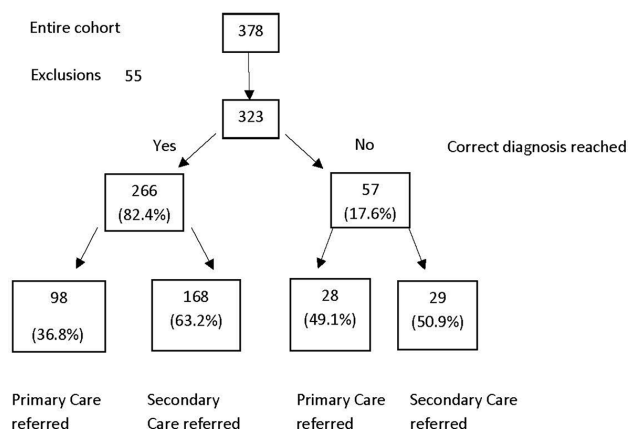 Entire cohort
378
Exclusions 55
323
Yes
No
Correct diagnosis reached
266
(82.4%)
57
(17.6%)
98
(36.8%)
168
(63.2%)
28
(49.1%)
29
(50.9%)
Primary Care
referred
Secondary
Care referred
Primary Care
referred
Secondary Care
referred